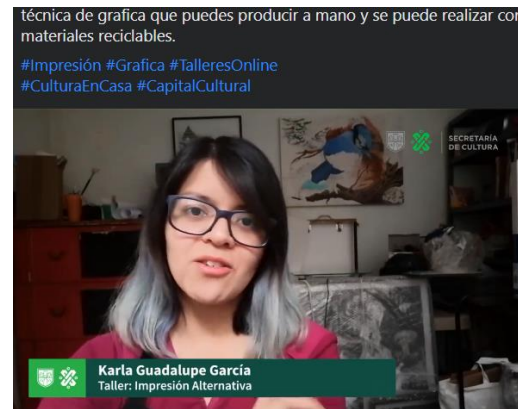 técnica de grafica que puedes producir a mano y se puede realizar con
materiales reciclables.
#Impresión #Grafica #TalleresOnline
#CulturaEnCasa #CapitalCultural
SECRETARÍA
DE CULTURA
Karla Guadalupe García
Taller: Impresión Alternativa